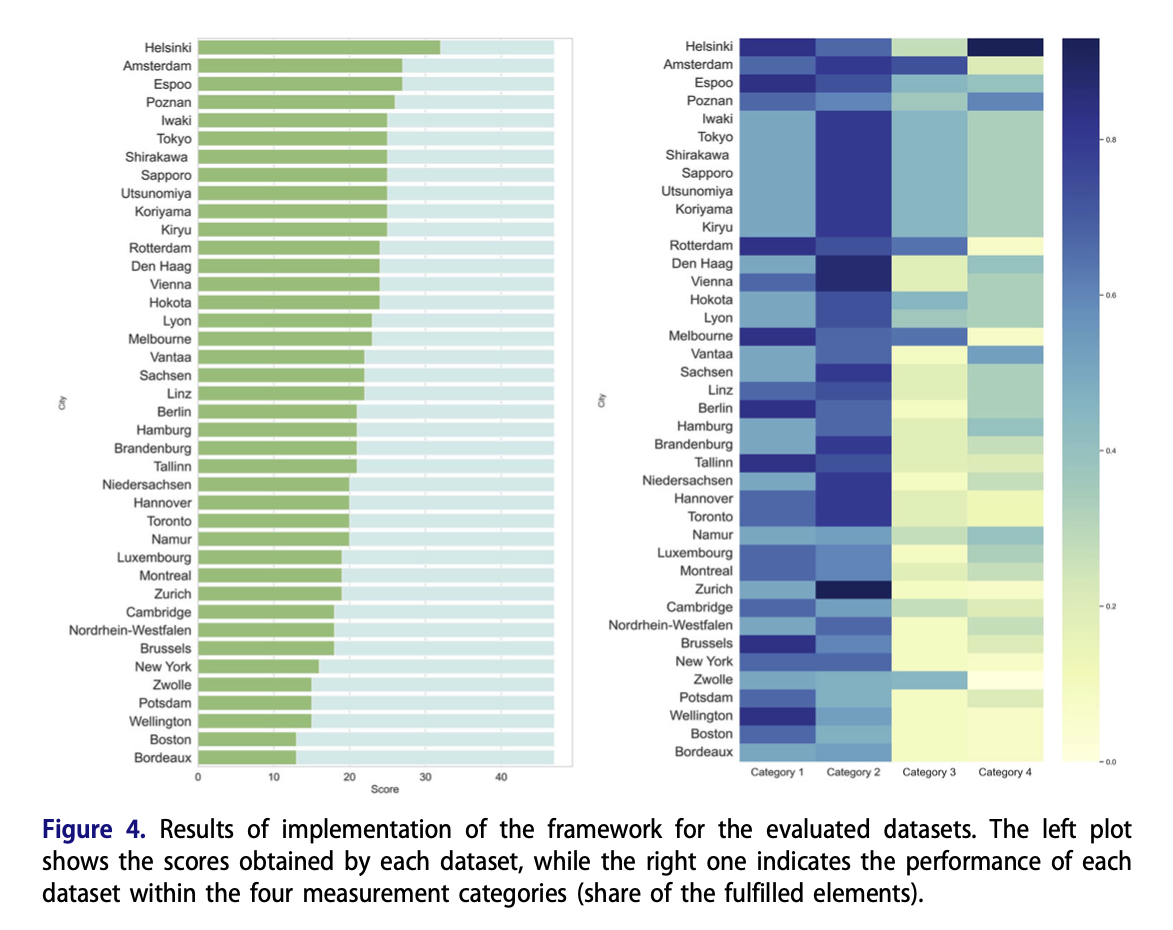 Helsinki
Amsterdam
Espoo
Poznan
Iwaki
Tokyo
Shirakawa
Sapporo
Utsunomiya
Koriyama
Kiryu
Rotterdam
Den Haag
Vienna
Hokota
Lyon
Melbourne
Vantaa
Sachsen
Linz
Berlin
Hamburg
Brandenburg
Tallinn
Niedersachsen
Hannover
Toronto
Namur
Luxembourg
Montreal
Zurich
Cambridge
Nordrhein-Westfalen
Brussels
New York
Zwolle
Potsdam
Wellington
Boston
Bordeaux
City
0 10 20 30 40
Score
Helsinki
Amsterdam
Espoo
Poznan
Iwaki
Tokyo
Shirakawa
Sapporo
Utsunomiya
Koriyama
Kiryu
Rotterdam
Den Haag
Vienna
Hokota
Lyon
Melbourne
Vantaa
Sachsen
Linz
Berlin
Hamburg
Brandenburg
Tallinn
Niedersachsen
Hannover
Toronto
Namur
Luxembourg
Montreal
Zurich
Cambridge
Nordrhein-Westfalen
Brussels
New York
Zwolle
Potsdam
Wellington
Boston
Bordeaux
City
Category 1 Category 2 Category 3 Category 4
0.8
0.6
0.4
0.2
0.0
Figure 4. Results of implementation of the framework for the evaluated datasets. The left plot
shows the scores obtained by each dataset, while the right one indicates the performance of each
dataset within the four measurement categories (share of the fulfilled elements).